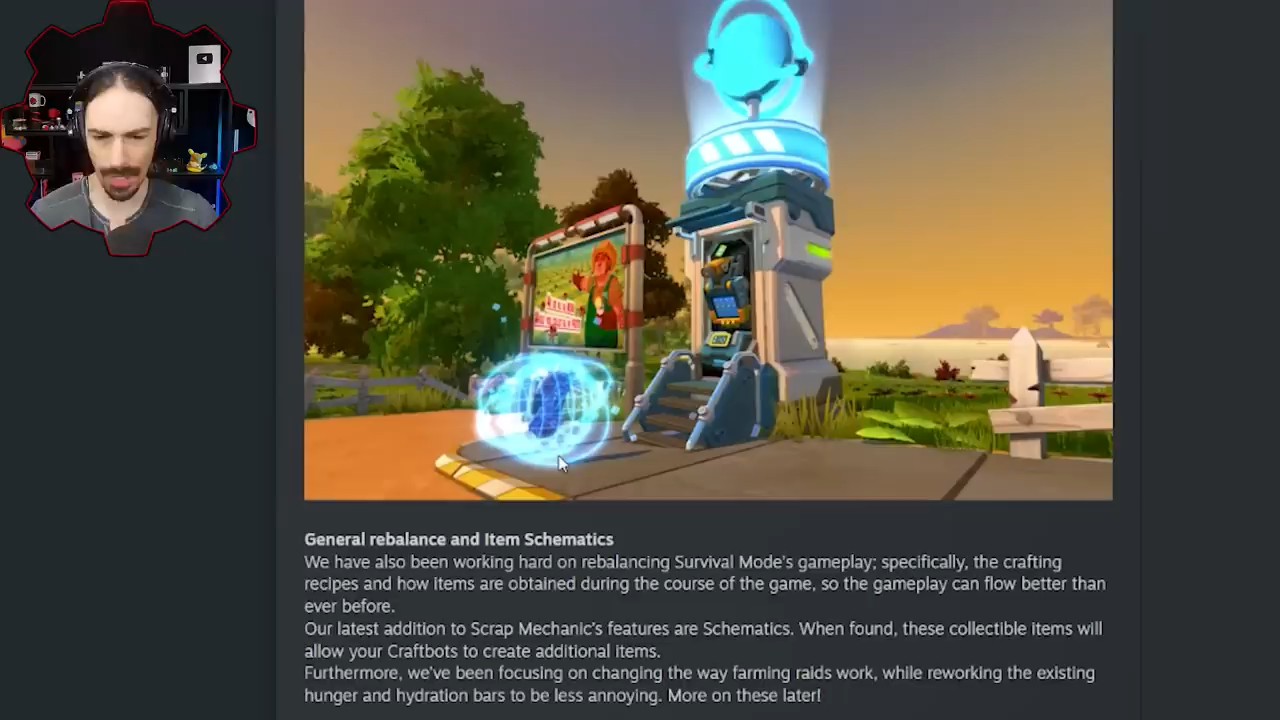 General rebalance and Item Schematics
We have also been working hard on rebalancing Survival Mode's gameplay; specifically, the crafting
recipes and how items are obtained during the course of the game, so the gameplay can flow better than
ever before.
Our latest addition to Scrap Mechanic's features are Schematics. When found, these collectible items will
allow your Craftbots to create additional items.
Furthermore, we've been focusing on changing the way farming raids work, while reworking the existing
hunger and hydration bars to be less annoying. More on these later!